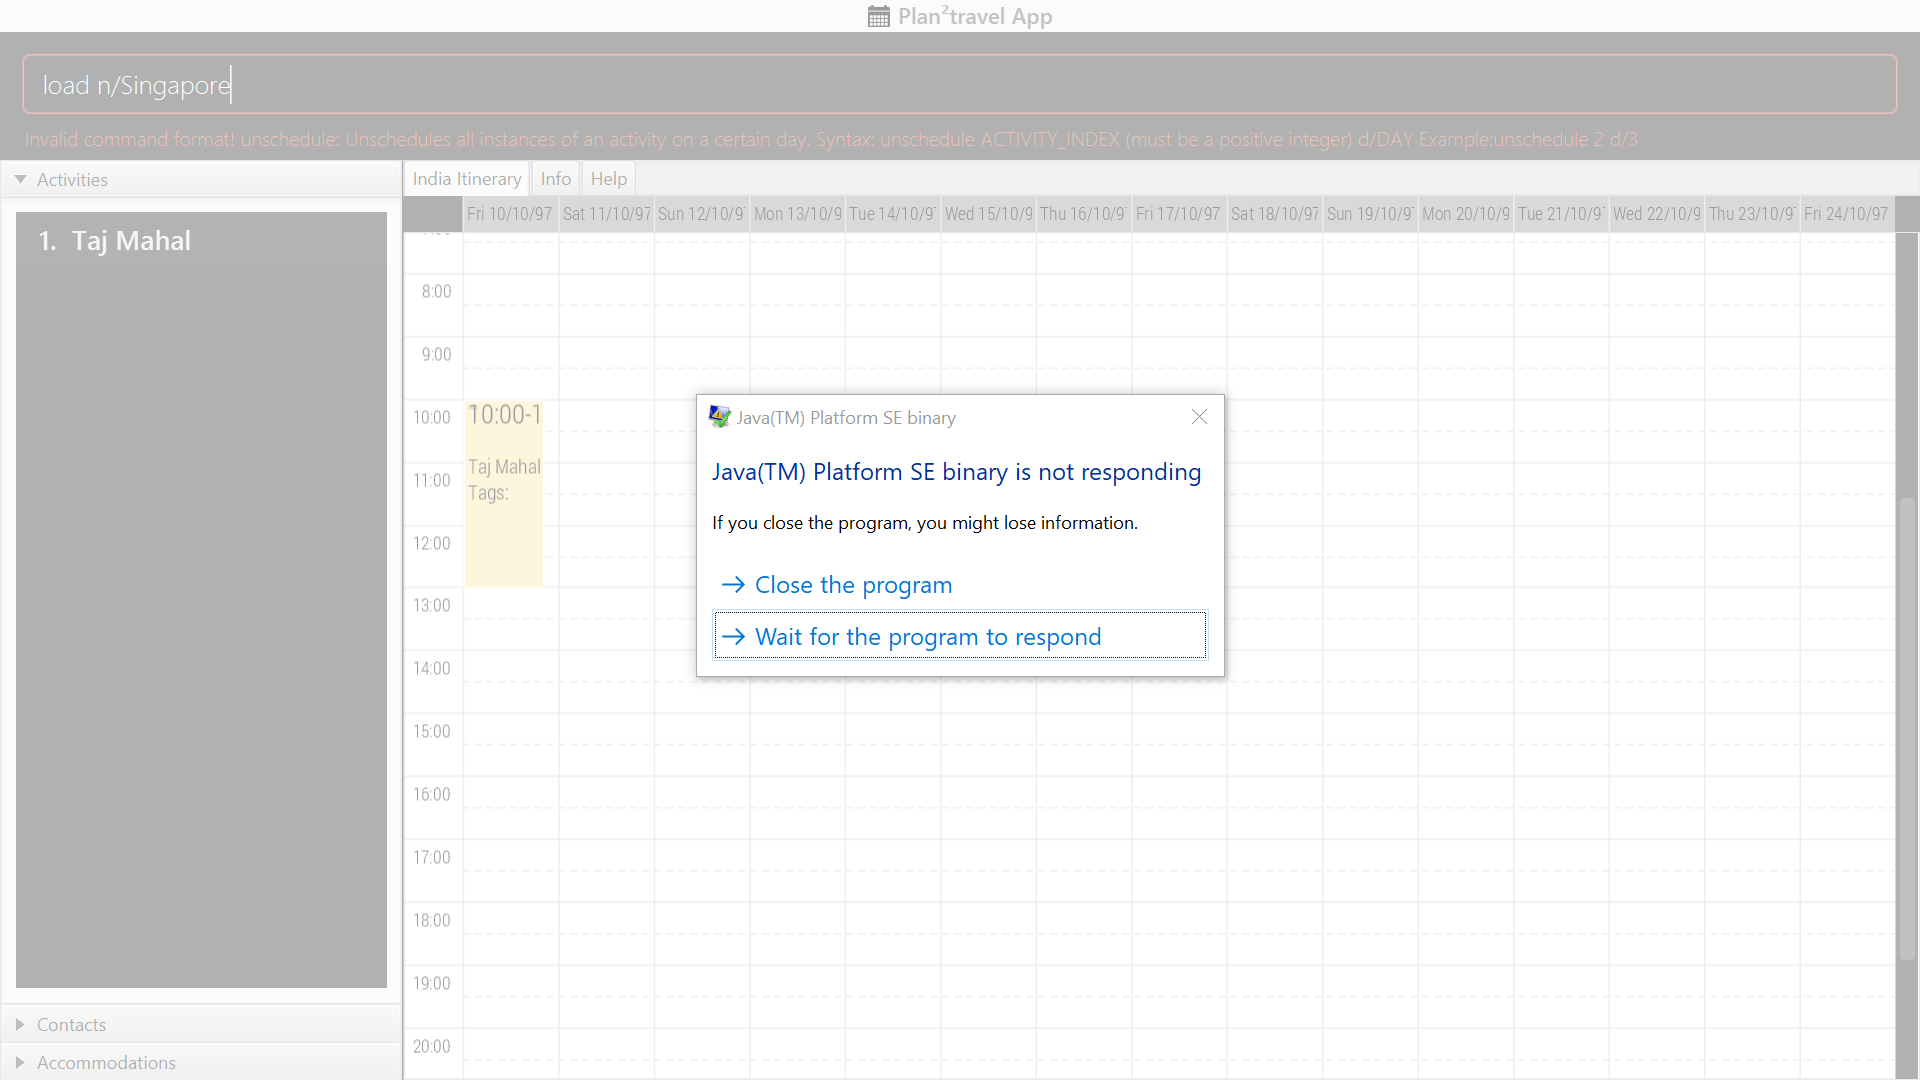 Plan²travel App
load n/Singapore
Invalid command format! unschedule: Unschedules all instances of an activity on a certain day. Syntax: unschedule ACTIVITY_INDEX (must be a positive integer) d/DAY Example:unschedule 2 d/3
Activities
India Itinerary Info Help
Fri 10/10/97 Sat 11/10/97 Sun 12/10/9 Mon 13/10/9 Tue 14/10/9 Wed 15/10/9 Thu 16/10/9 Fri 17/10/97 Sat 18/10/97 Sun 19/10/9 Mon 20/10/9 Tue 21/10/9 Wed 22/10/9 Thu 23/10/9 Fri 24/10/97
1. Taj Mahal
8:00
9:00
10:00
10:00-1
Taj Mahal
11:00
Tags:
12:00
13:00
14:00
15:00
16:00
17:00
18:00
19:00
20:00
Java(TM) Platform SE binary
Java(TM) Platform SE binary is not responding
If you close the program, you might lose information.
Close the program
Wait for the program to respond
Contacts
Accommodations